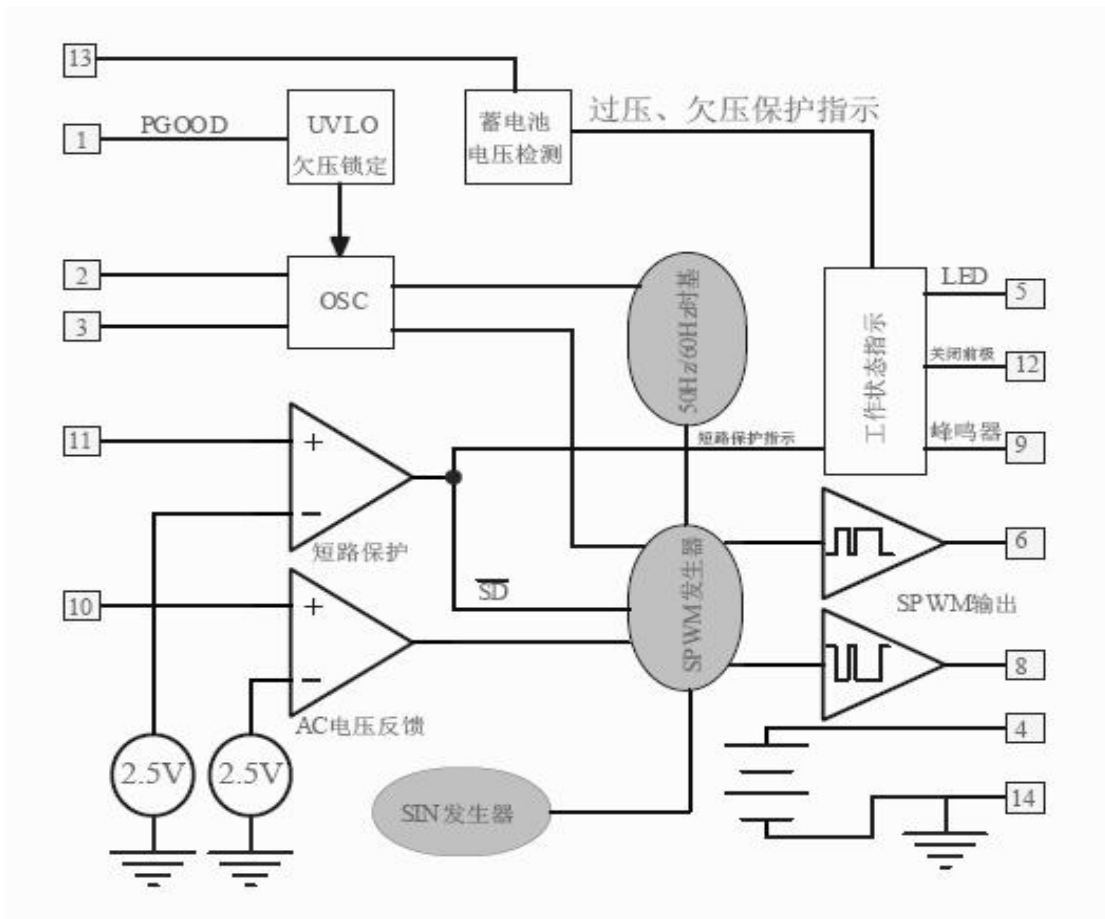 13
1
PGOOD
UVLO
欠压锁定
蓄电池
电压检测
过压、欠压保护指示
2
3
OSC
50Hz/60Hz时基
工作状态指示
LED
5
关闭前极
12
峰鸣器
9
11
+
−
短路保护
短路保护指示
10
+
−
AC电压反馈
SD
SPWM发生器
6
SPWM输出
8
4
14
2.5V
2.5V
SIN发生器